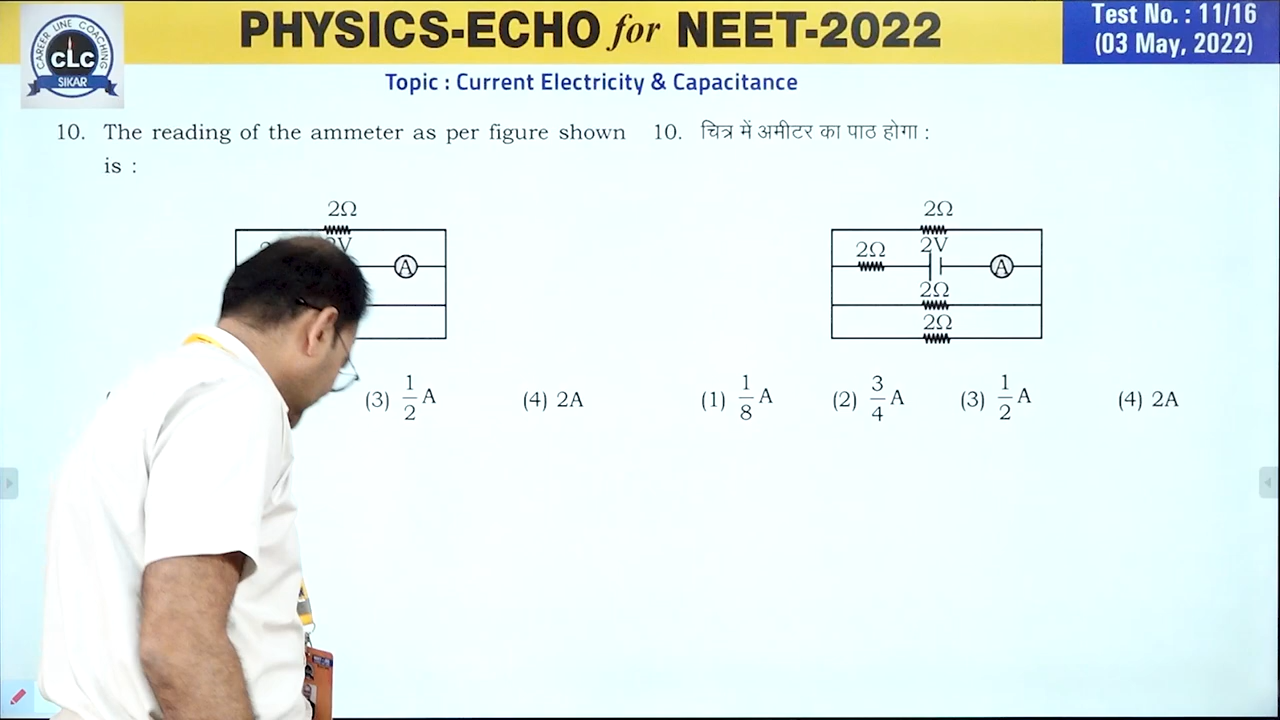 PHYSICS-ECHO for NEET-2022
Test No. : 11/16
(03 May, 2022)
CAREER LINE COACHING
CLC
SIKAR
Topic : Current Electricity & Capacitance
10. The reading of the ammeter as per figure shown
is :
2Ω
A
(3) 1/2 A (4) 2A
10. चित्र में अमीटर का पाठ होगा :
2Ω
2Ω 2V A
2Ω
2Ω
(1) 1/8 A (2) 3/4 A (3) 1/2 A (4) 2A